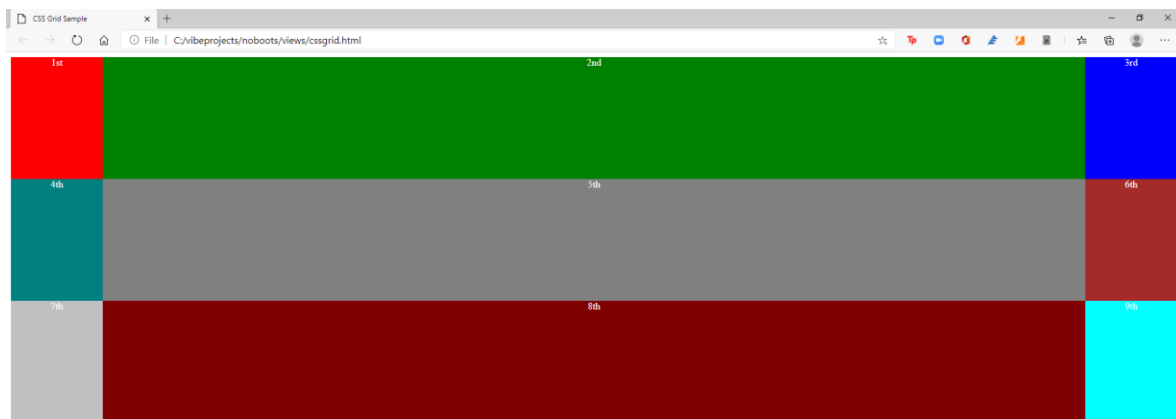 CSS Grid Sample
File | C:/vibeprojects/noboots/views/cssgrid.html
1st 2nd 3rd
4th 5th 6th
7th 8th 9th